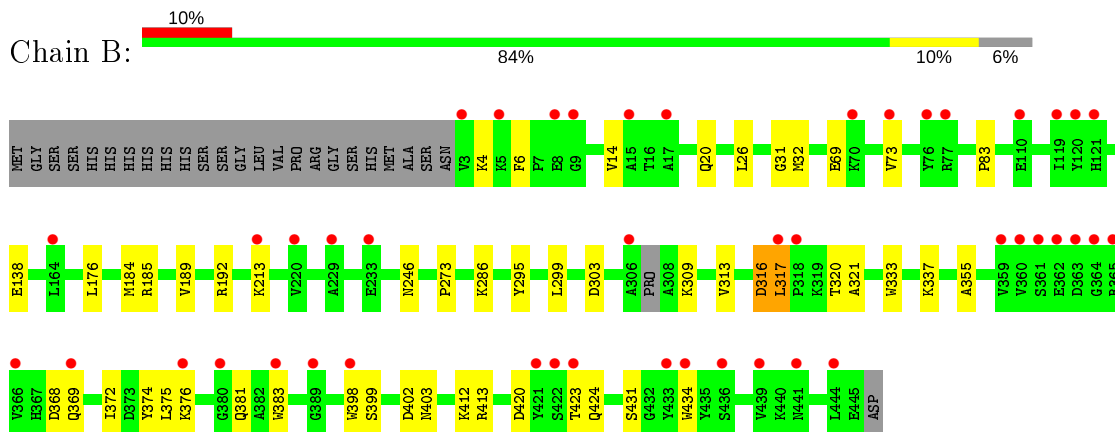 10%
Chain B:
84% 10% 6%
MET GLY SER SER HIS HIS HIS HIS HIS HIS SER SER GLY LEU VAL PRO ARG GLY SER HIS MET ALA SER ASN V3 K4 K5 F6 P7 E8 G9 V14 A15 T16 A17 Q20 L26 G31 M32 E69 K70 V73 Y76 R77 P83 E110 I119 Y120 H121
E138 L164 L176 M184 R185 V189 R192 K213 V220 A229 E233 N246 P273 K286 Y295 L299 D303 A306 PRO A308 K309 V313 D316 L317 P318 K319 T320 A321 W333 K337 A355 V359 V360 S361 E362 D363 G364 R365
V366 H367 D368 Q369 I372 D373 Y374 L375 K376 G380 Q381 A382 W383 G389 W398 S399 D402 N403 K412 R413 D420 Y421 S422 T423 Q424 S431 G432 Y433 W434 Y435 S436 V439 K440 N441 L444 E445 ASP